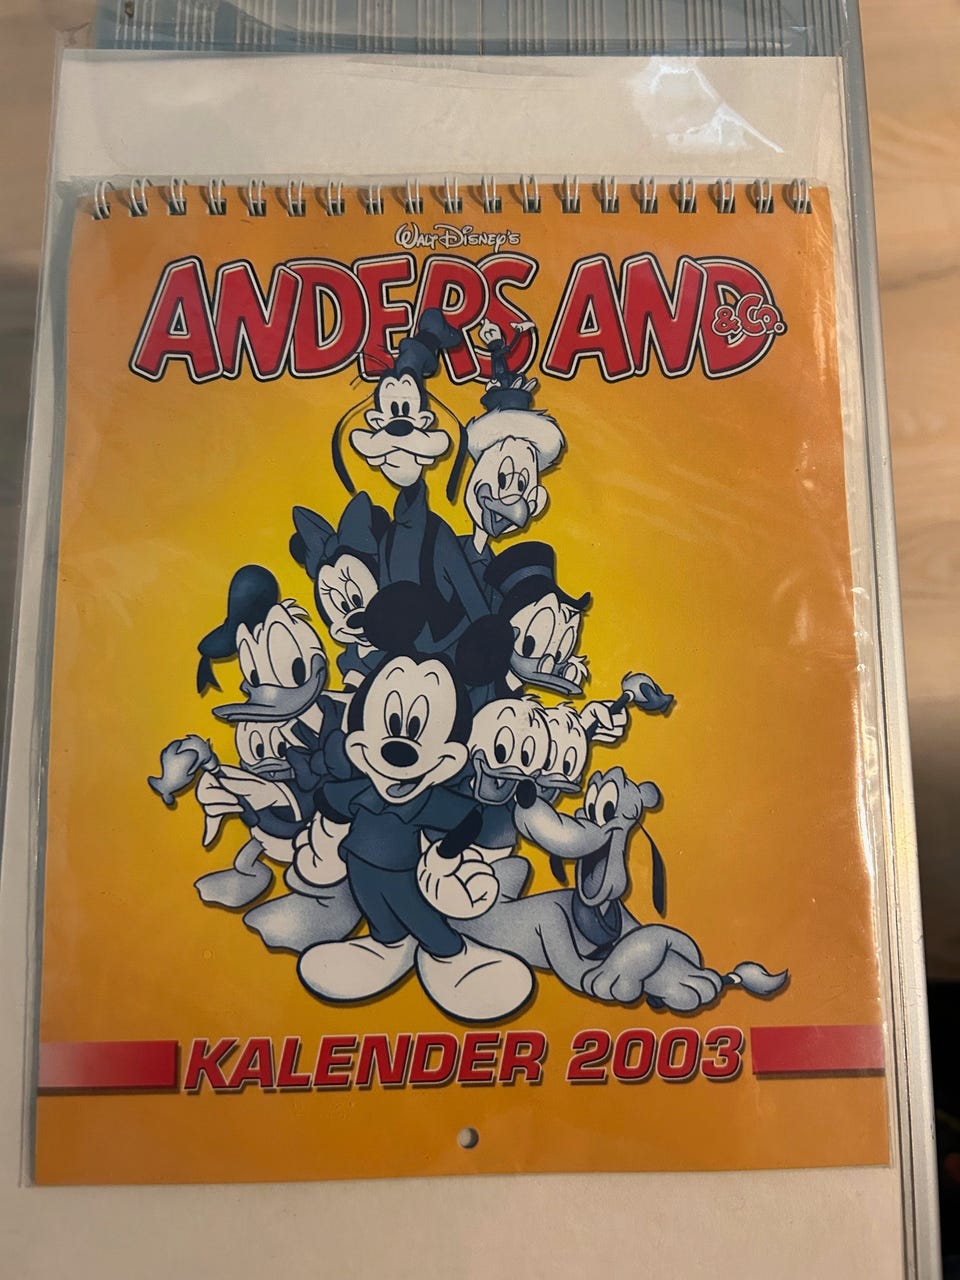 WALT DISNEY'S
ANDERS AND & Co.
KALENDER 2003